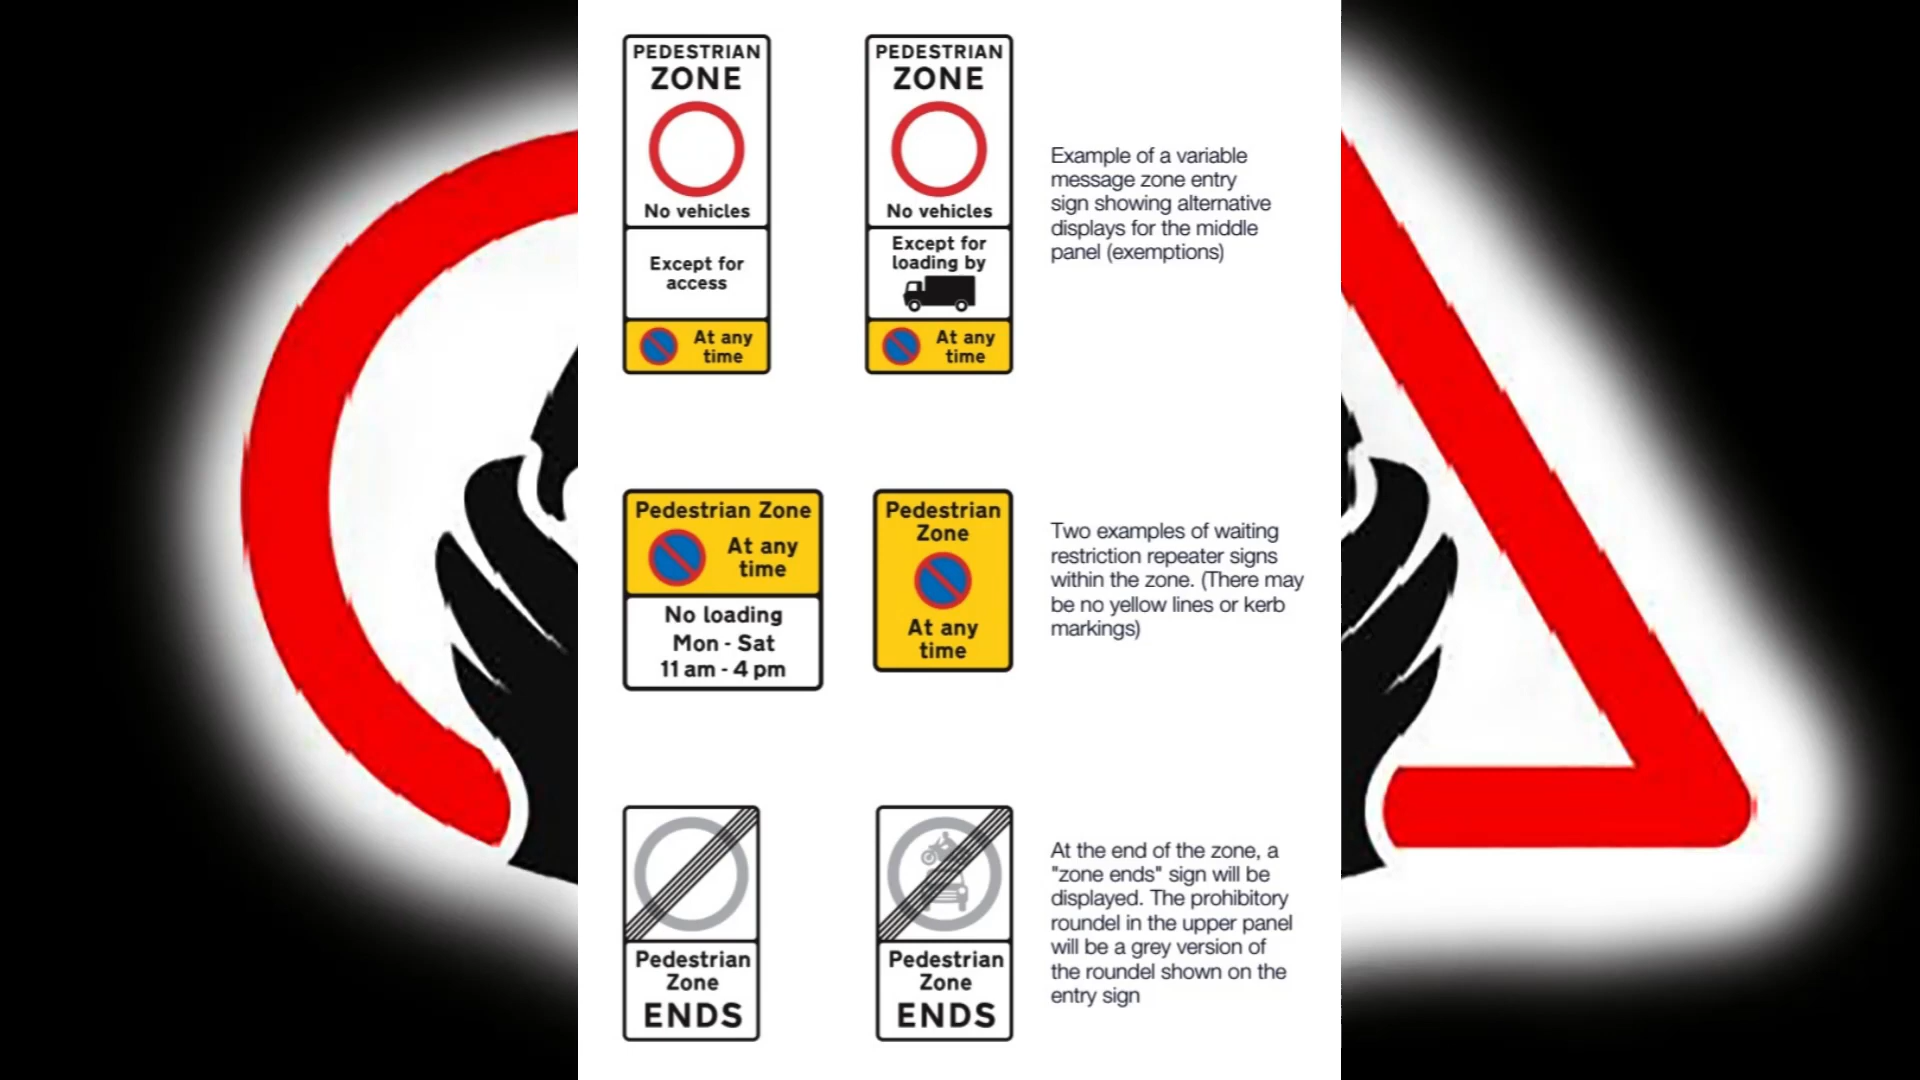 PEDESTRIAN
ZONE
No vehicles
Except for
access
At any
time
PEDESTRIAN
ZONE
No vehicles
Except for
loading by
At any
time
Example of a variable
message zone entry
sign showing alternative
displays for the middle
panel (exemptions)
Pedestrian Zone
At any
time
No loading
Mon - Sat
11 am - 4 pm
Pedestrian
Zone
At any
time
Two examples of waiting
restriction repeater signs
within the zone. (There may
be no yellow lines or kerb
markings)
Pedestrian
Zone
ENDS
Pedestrian
Zone
ENDS
At the end of the zone, a
"zone ends" sign will be
displayed. The prohibitory
roundel in the upper panel
will be a grey version of
the roundel shown on the
entry sign